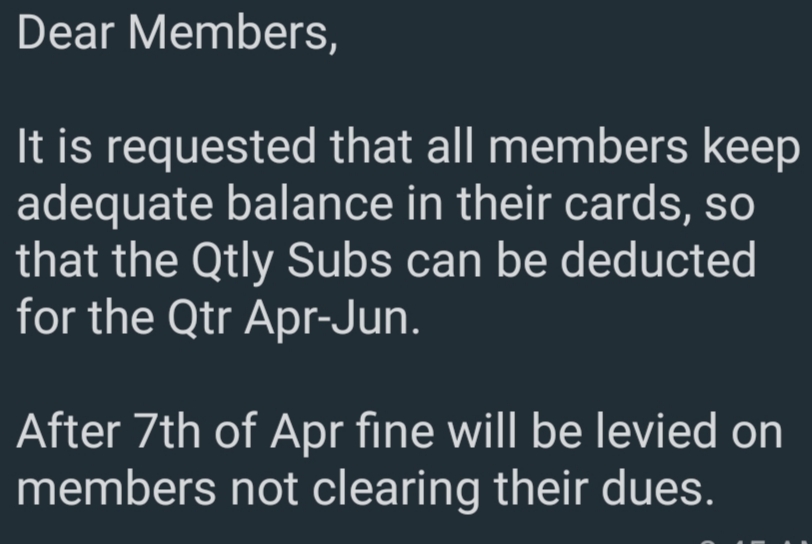 Dear Members,
It is requested that all members keep
adequate balance in their cards, so
that the Qtly Subs can be deducted
for the Qtr Apr-Jun.
After 7th of Apr fine will be levied on
members not clearing their dues.